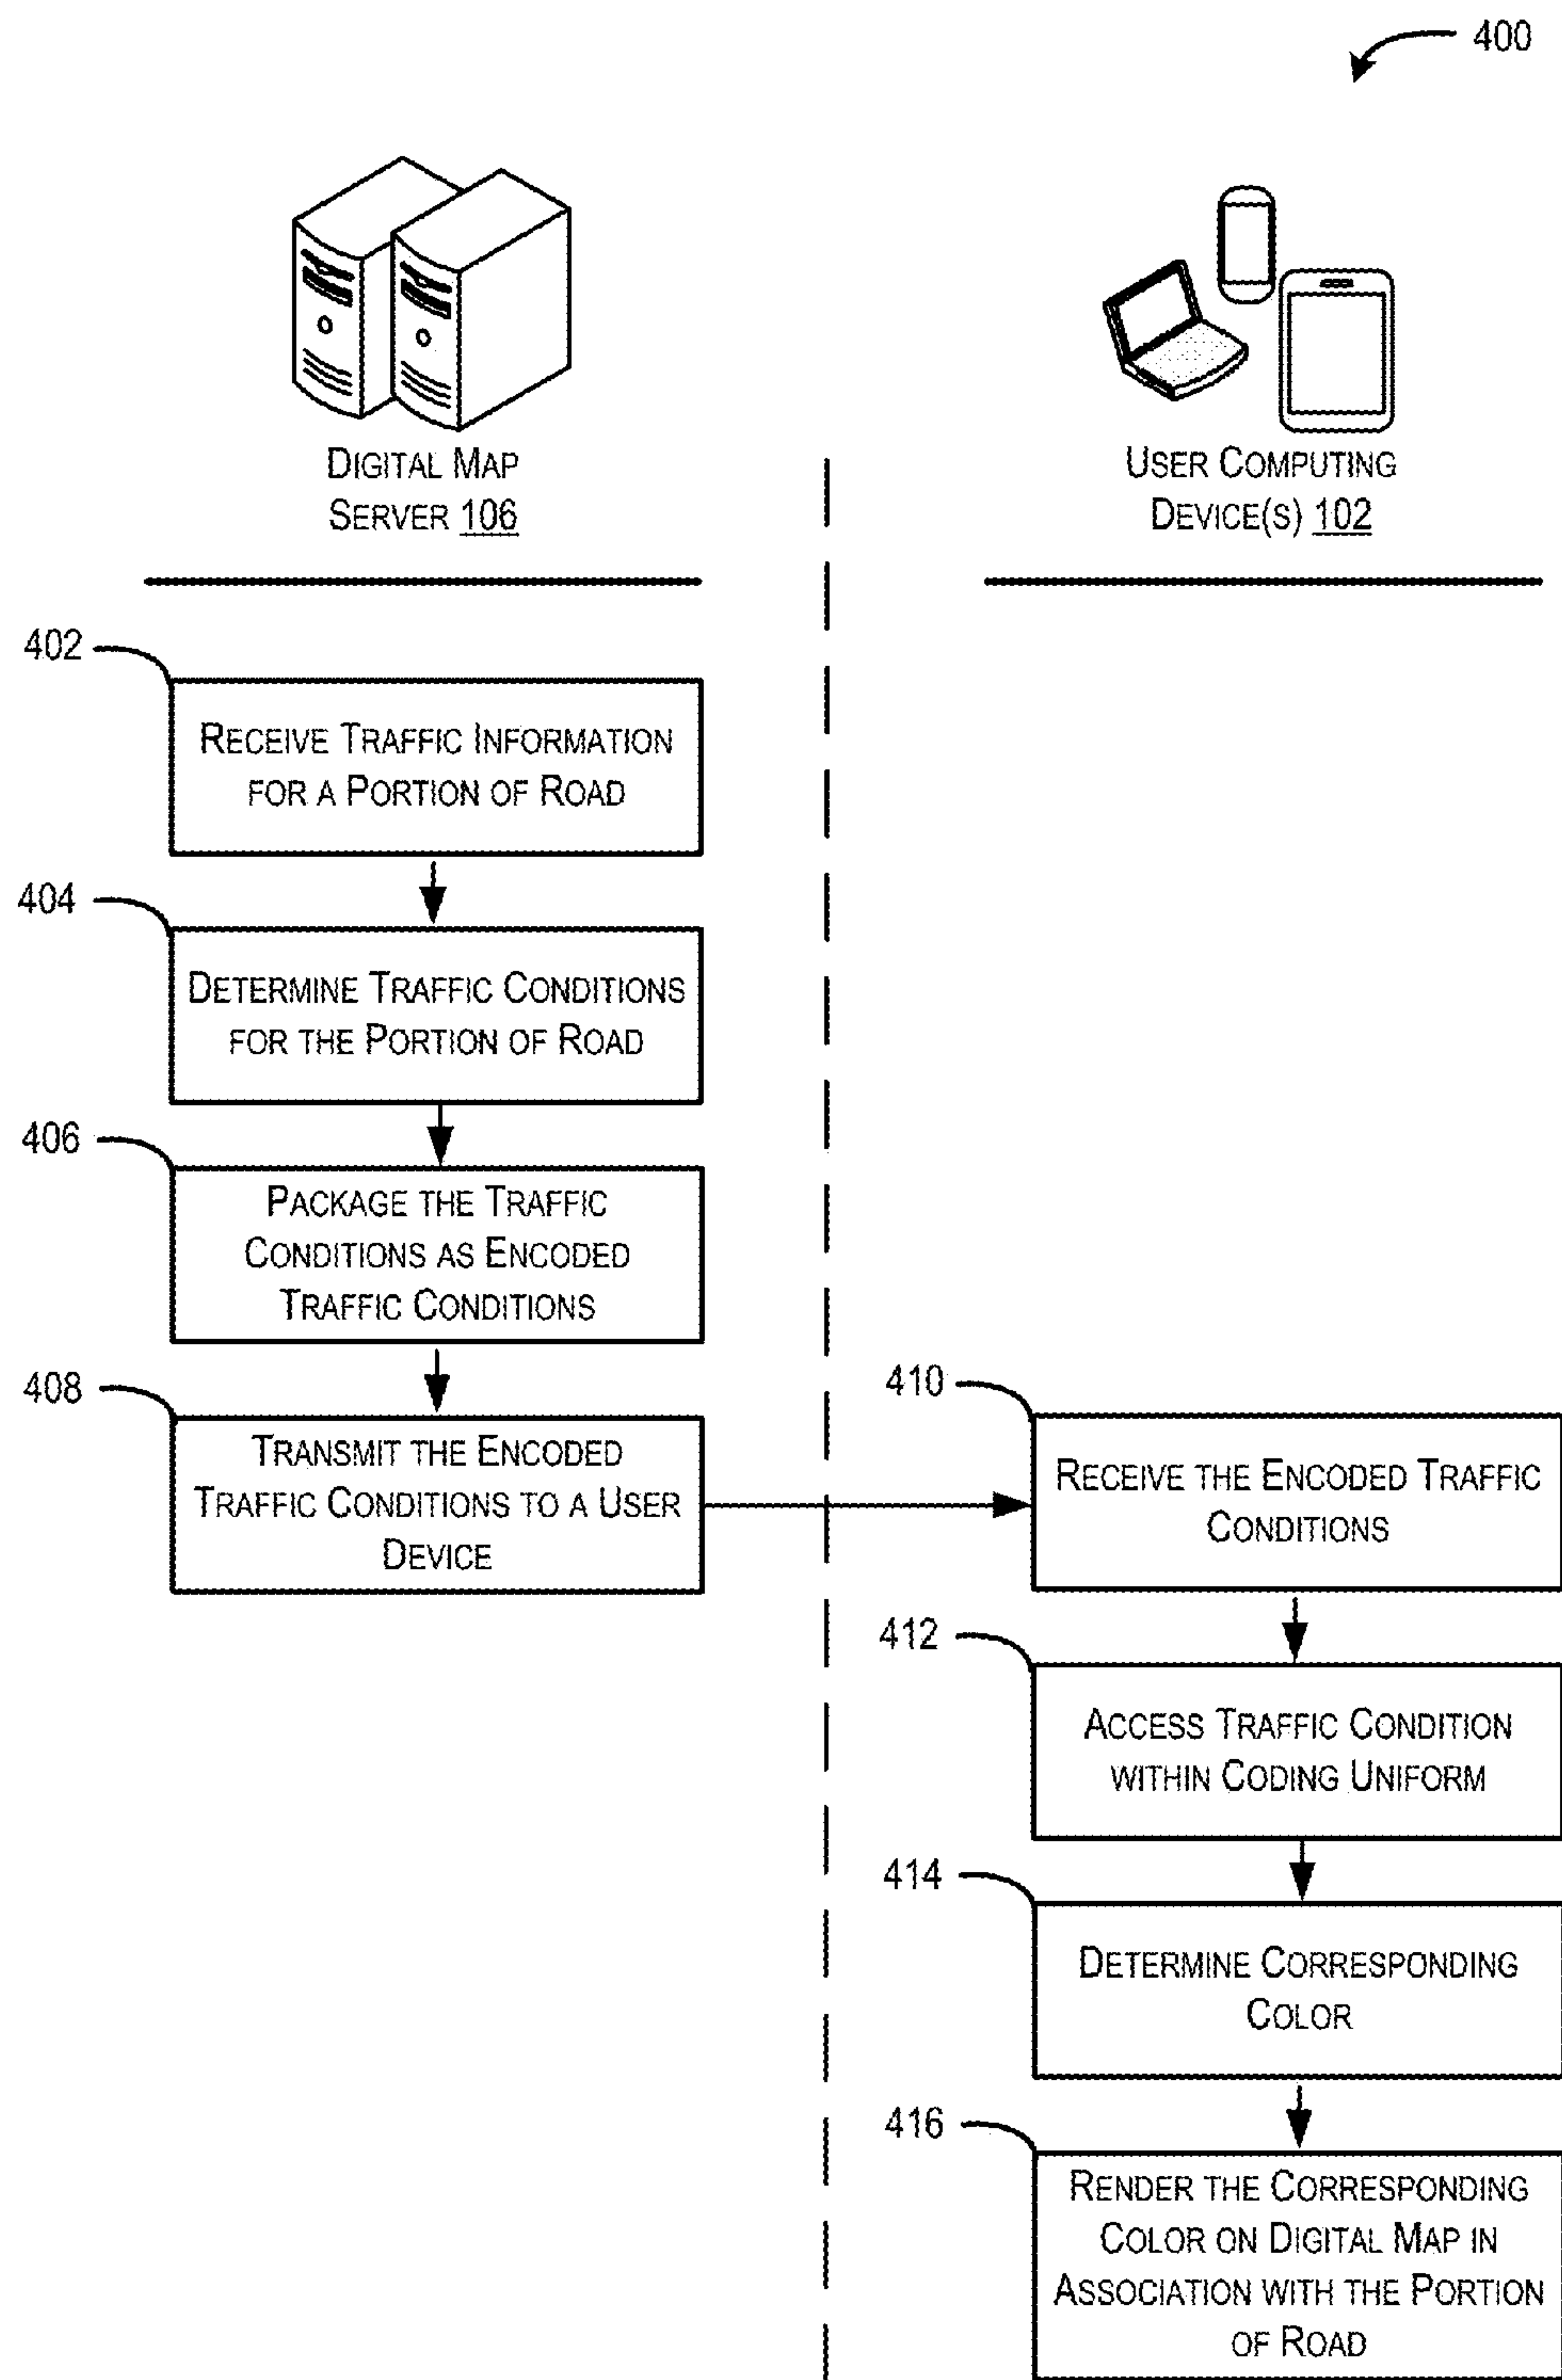 400
DIGITAL MAP
SERVER 106
USER COMPUTING
DEVICE(S) 102
402
RECEIVE TRAFFIC INFORMATION
FOR A PORTION OF ROAD
404
DETERMINE TRAFFIC CONDITIONS
FOR THE PORTION OF ROAD
406
PACKAGE THE TRAFFIC
CONDITIONS AS ENCODED
TRAFFIC CONDITIONS
408
TRANSMIT THE ENCODED
TRAFFIC CONDITIONS TO A USER
DEVICE
410
RECEIVE THE ENCODED TRAFFIC
CONDITIONS
412
ACCESS TRAFFIC CONDITION
WITHIN CODING UNIFORM
414
DETERMINE CORRESPONDING
COLOR
416
RENDER THE CORRESPONDING
COLOR ON DIGITAL MAP IN
ASSOCIATION WITH THE PORTION
OF ROAD